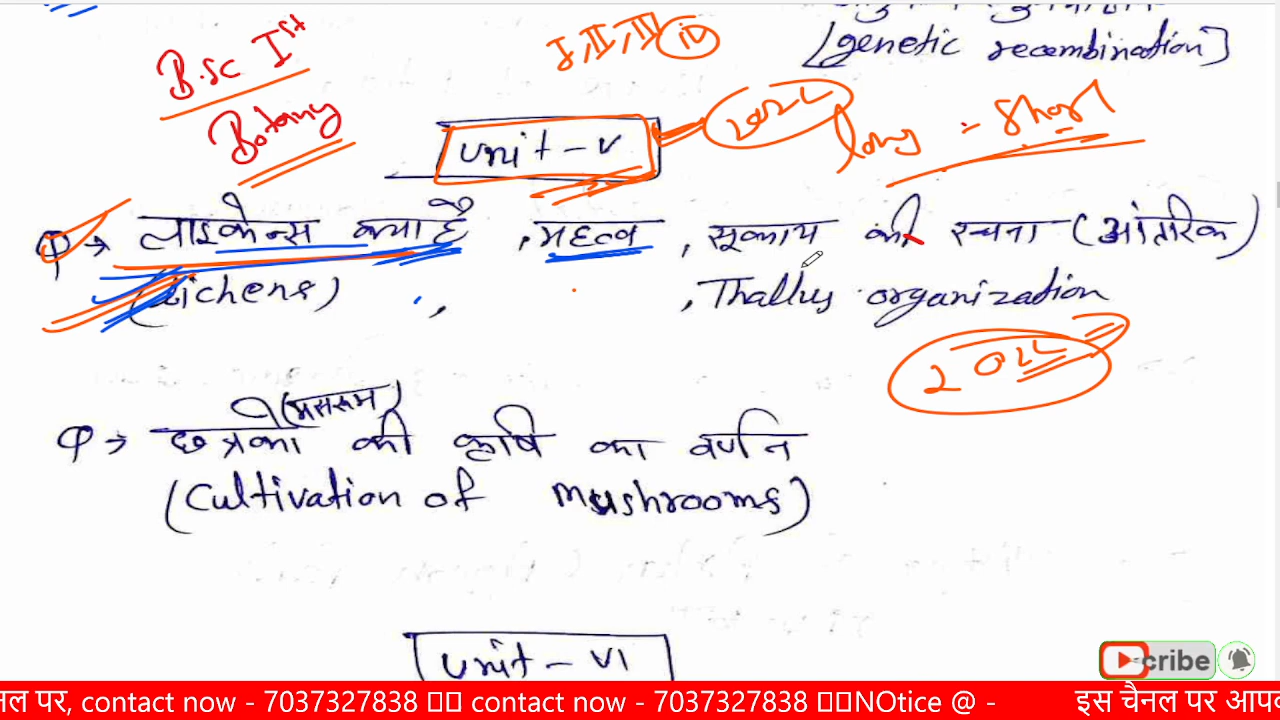 [genetic recombination]
B.sc Ist
Botany
I, II, III iv
Unit - V
2022
long = short
Q → लाइकेन्स क्या है , महत्व , सूकाय की रचना (आंतरिक)
(Lichens) , , Thallus organization
2022
(मसरूम)
Q → छत्रकों की कृषि का वर्णन
(Cultivation of mushrooms)
Unit - VI
cribe
नल पर, contact now - 7037327838 contact now - 7037327838 NOtice @ - इस चैनल पर आपक